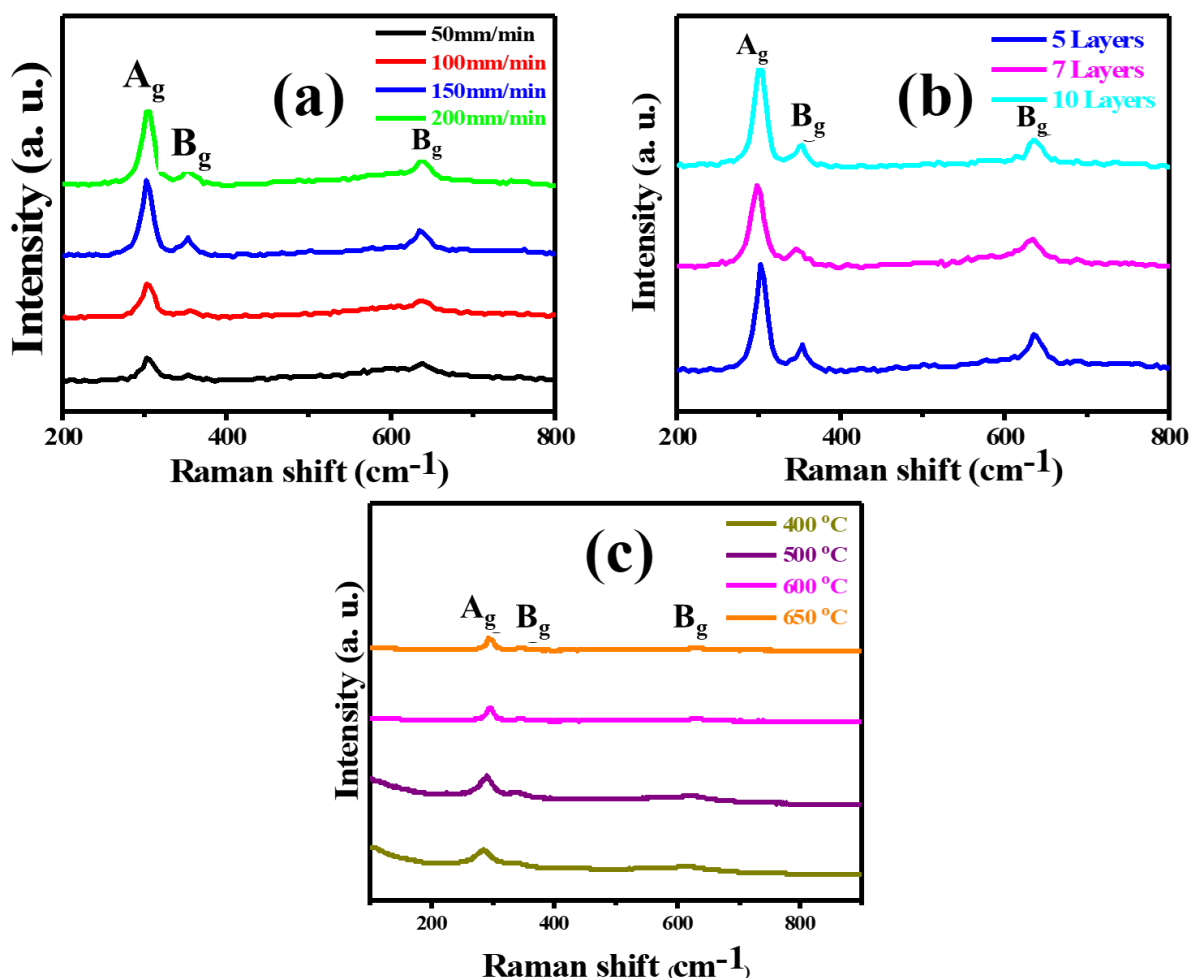 50mm/min
100mm/min
150mm/min
200mm/min
(a)
Ag
Bg
Bg
Intensity (a. u.)
200 400 600 800
Raman shift (cm-1)
5 Layers
7 Layers
10 Layers
(b)
Ag
Bg
Bg
Intensity (a. u.)
200 400 600 800
Raman shift (cm-1)
400 °C
500 °C
600 °C
650 °C
(c)
Ag
Bg
Bg
Intensity (a. u.)
200 400 600 800
Raman shift (cm-1)